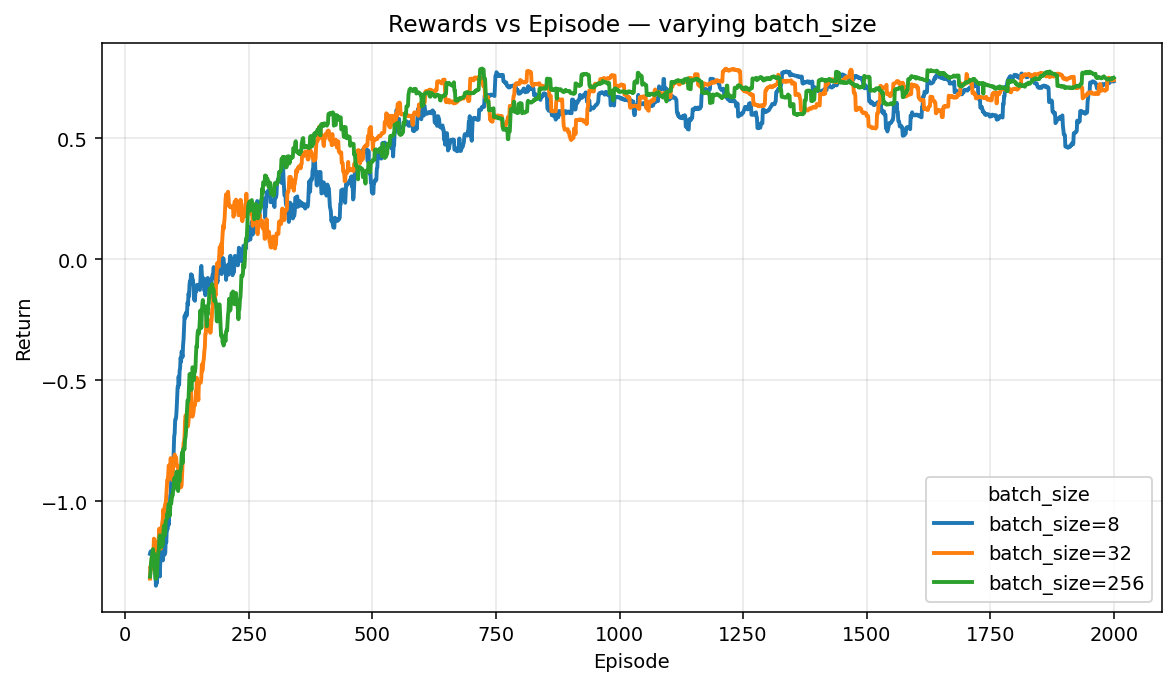 Rewards vs Episode — varying batch_size
Return
0.5
0.0
−0.5
−1.0
0
250
500
750
1000
1250
1500
1750
2000
Episode
batch_size
batch_size=8
batch_size=32
batch_size=256